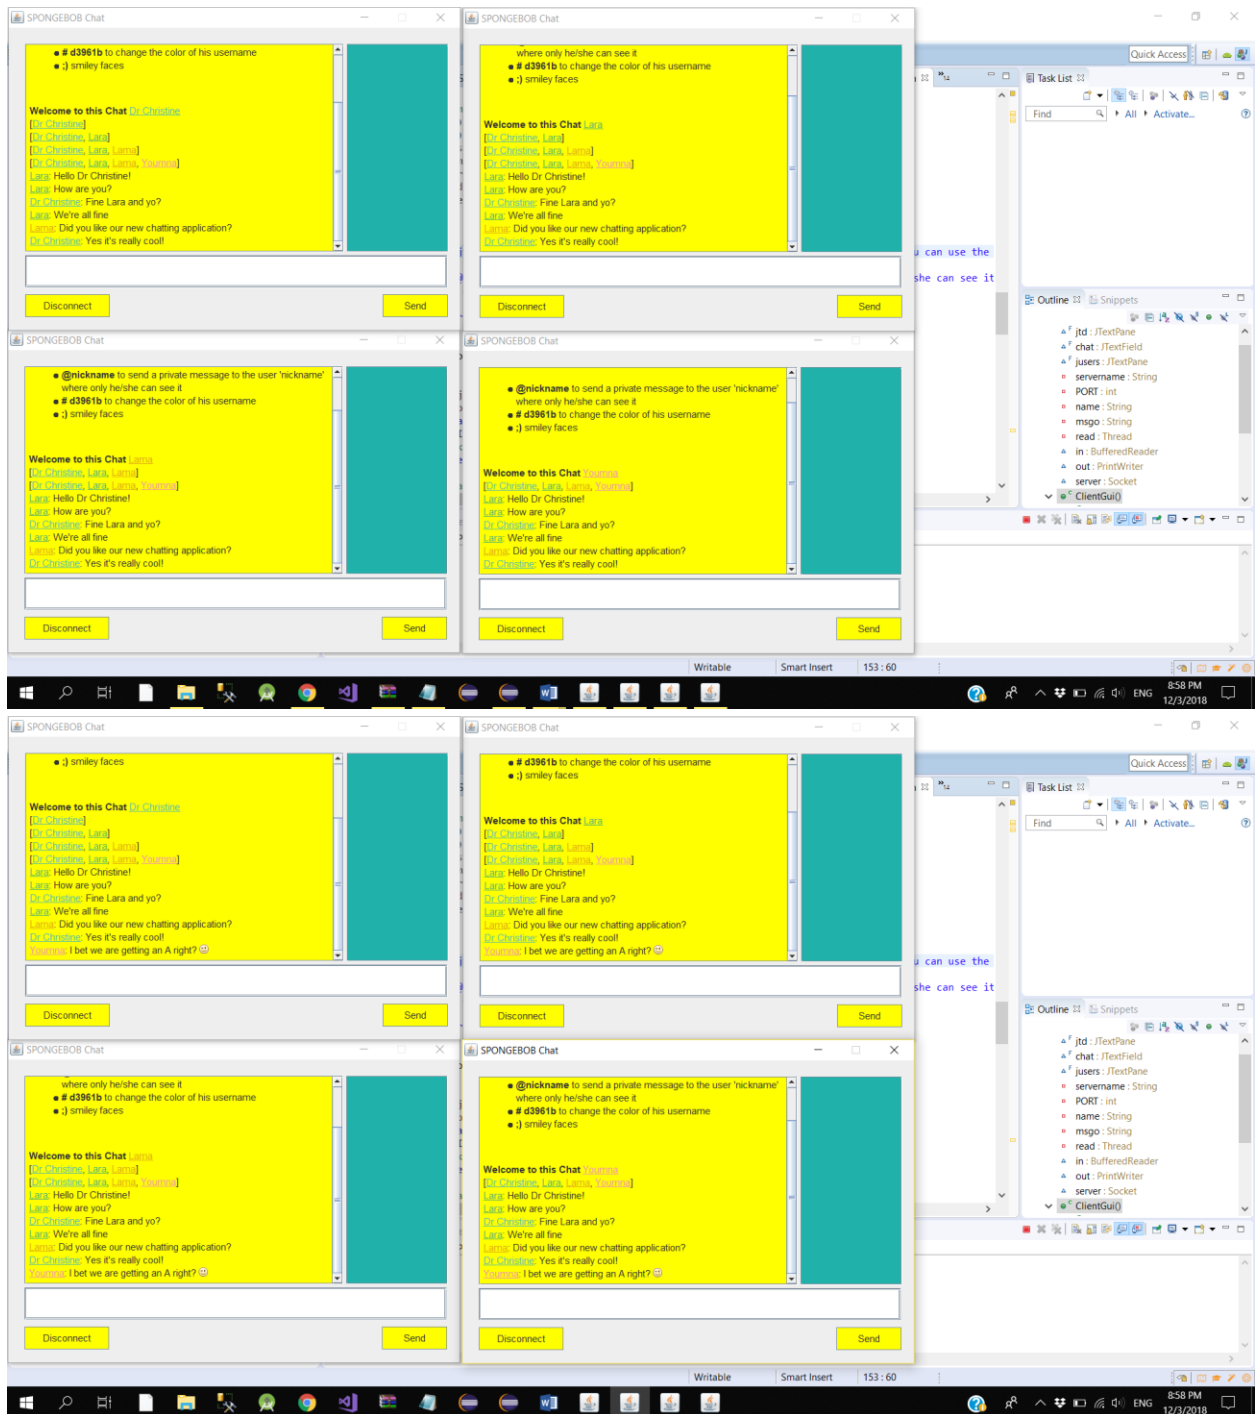 SPONGEBOB Chat
# d3961b to change the color of his username
;) smiley faces
Welcome to this Chat Dr Christine
[Dr Christine]
[Dr Christine, Lara]
[Dr Christine, Lara, Lama]
[Dr Christine, Lara, Lama, Youmna]
Lara: Hello Dr Christine!
Lara: How are you?
Dr Christine: Fine Lara and yo?
Lara: We're all fine
Lama: Did you like our new chatting application?
Dr Christine: Yes it's really cool!
Disconnect
Send
SPONGEBOB Chat
where only he/she can see it
# d3961b to change the color of his username
;) smiley faces
Welcome to this Chat Lara
[Dr Christine, Lara]
[Dr Christine, Lara, Lama]
[Dr Christine, Lara, Lama, Youmna]
Lara: Hello Dr Christine!
Lara: How are you?
Dr Christine: Fine Lara and yo?
Lara: We're all fine
Lama: Did you like our new chatting application?
Dr Christine: Yes it's really cool!
Disconnect
Send
Quick Access
Task List
Find
All
Activate...
u can use the
she can see it
Outline
Snippets
jtd : JTextPane
chat : JTextField
jusers : JTextPane
servername : String
PORT : int
name : String
msgo : String
read : Thread
in : BufferedReader
out : PrintWriter
server : Socket
ClientGui()
SPONGEBOB Chat
@nickname to send a private message to the user 'nickname'
where only he/she can see it
# d3961b to change the color of his username
;) smiley faces
Welcome to this Chat Lama
[Dr Christine, Lara, Lama]
[Dr Christine, Lara, Lama, Youmna]
Lara: Hello Dr Christine!
Lara: How are you?
Dr Christine: Fine Lara and yo?
Lara: We're all fine
Lama: Did you like our new chatting application?
Dr Christine: Yes it's really cool!
Disconnect
Send
SPONGEBOB Chat
@nickname to send a private message to the user 'nickname'
where only he/she can see it
# d3961b to change the color of his username
;) smiley faces
Welcome to this Chat Youmna
[Dr Christine, Lara, Lama, Youmna]
Lara: Hello Dr Christine!
Lara: How are you?
Dr Christine: Fine Lara and yo?
Lara: We're all fine
Lama: Did you like our new chatting application?
Dr Christine: Yes it's really cool!
Disconnect
Send
Writable
Smart Insert
153 : 60
ENG
8:58 PM
12/3/2018
SPONGEBOB Chat
;) smiley faces
Welcome to this Chat Dr Christine
[Dr Christine]
[Dr Christine, Lara]
[Dr Christine, Lara, Lama]
[Dr Christine, Lara, Lama, Youmna]
Lara: Hello Dr Christine!
Lara: How are you?
Dr Christine: Fine Lara and yo?
Lara: We're all fine
Lama: Did you like our new chatting application?
Dr Christine: Yes it's really cool!
Youmna: I bet we are getting an A right? ☺
Disconnect
Send
SPONGEBOB Chat
# d3961b to change the color of his username
;) smiley faces
Welcome to this Chat Lara
[Dr Christine, Lara]
[Dr Christine, Lara, Lama]
[Dr Christine, Lara, Lama, Youmna]
Lara: Hello Dr Christine!
Lara: How are you?
Dr Christine: Fine Lara and yo?
Lara: We're all fine
Lama: Did you like our new chatting application?
Dr Christine: Yes it's really cool!
Youmna: I bet we are getting an A right? ☺
Disconnect
Send
Quick Access
Task List
Find
All
Activate...
u can use the
she can see it
Outline
Snippets
jtd : JTextPane
chat : JTextField
jusers : JTextPane
servername : String
PORT : int
name : String
msgo : String
read : Thread
in : BufferedReader
out : PrintWriter
server : Socket
ClientGui()
SPONGEBOB Chat
where only he/she can see it
# d3961b to change the color of his username
;) smiley faces
Welcome to this Chat Lama
[Dr Christine, Lara, Lama]
[Dr Christine, Lara, Lama, Youmna]
Lara: Hello Dr Christine!
Lara: How are you?
Dr Christine: Fine Lara and yo?
Lara: We're all fine
Lama: Did you like our new chatting application?
Dr Christine: Yes it's really cool!
Youmna: I bet we are getting an A right? ☺
Disconnect
Send
SPONGEBOB Chat
@nickname to send a private message to the user 'nickname'
where only he/she can see it
# d3961b to change the color of his username
;) smiley faces
Welcome to this Chat Youmna
[Dr Christine, Lara, Lama, Youmna]
Lara: Hello Dr Christine!
Lara: How are you?
Dr Christine: Fine Lara and yo?
Lara: We're all fine
Lama: Did you like our new chatting application?
Dr Christine: Yes it's really cool!
Youmna: I bet we are getting an A right? ☺
Disconnect
Send
Writable
Smart Insert
153 : 60
ENG
8:58 PM
12/3/2018